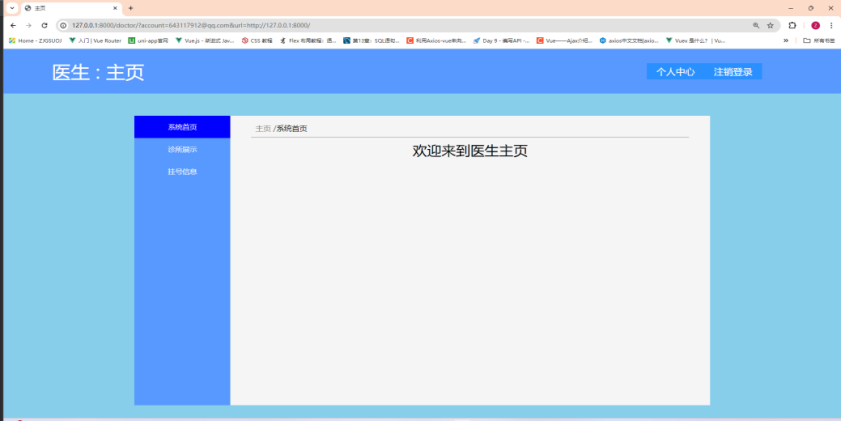 主页
127.0.0.1:8000/doctor/?account=643117912@qq.com&url=http://127.0.0.1:8000/
Home - ZJGSUOJ 入门 | Vue Router uni-app官网 Vue.js - 渐进式 Jav... CSS 教程 Flex 布局教程：语... 第13章：SQL语句... 利用Axios-vue中向... Day 9 - 编写API -... Vue——Ajax介绍... axios中文文档|axio... Vuex 是什么？ | Vu... 所有书签
医生：主页 个人中心 注销登录
系统首页
诊所展示
挂号信息
主页 /系统首页
欢迎来到医生主页